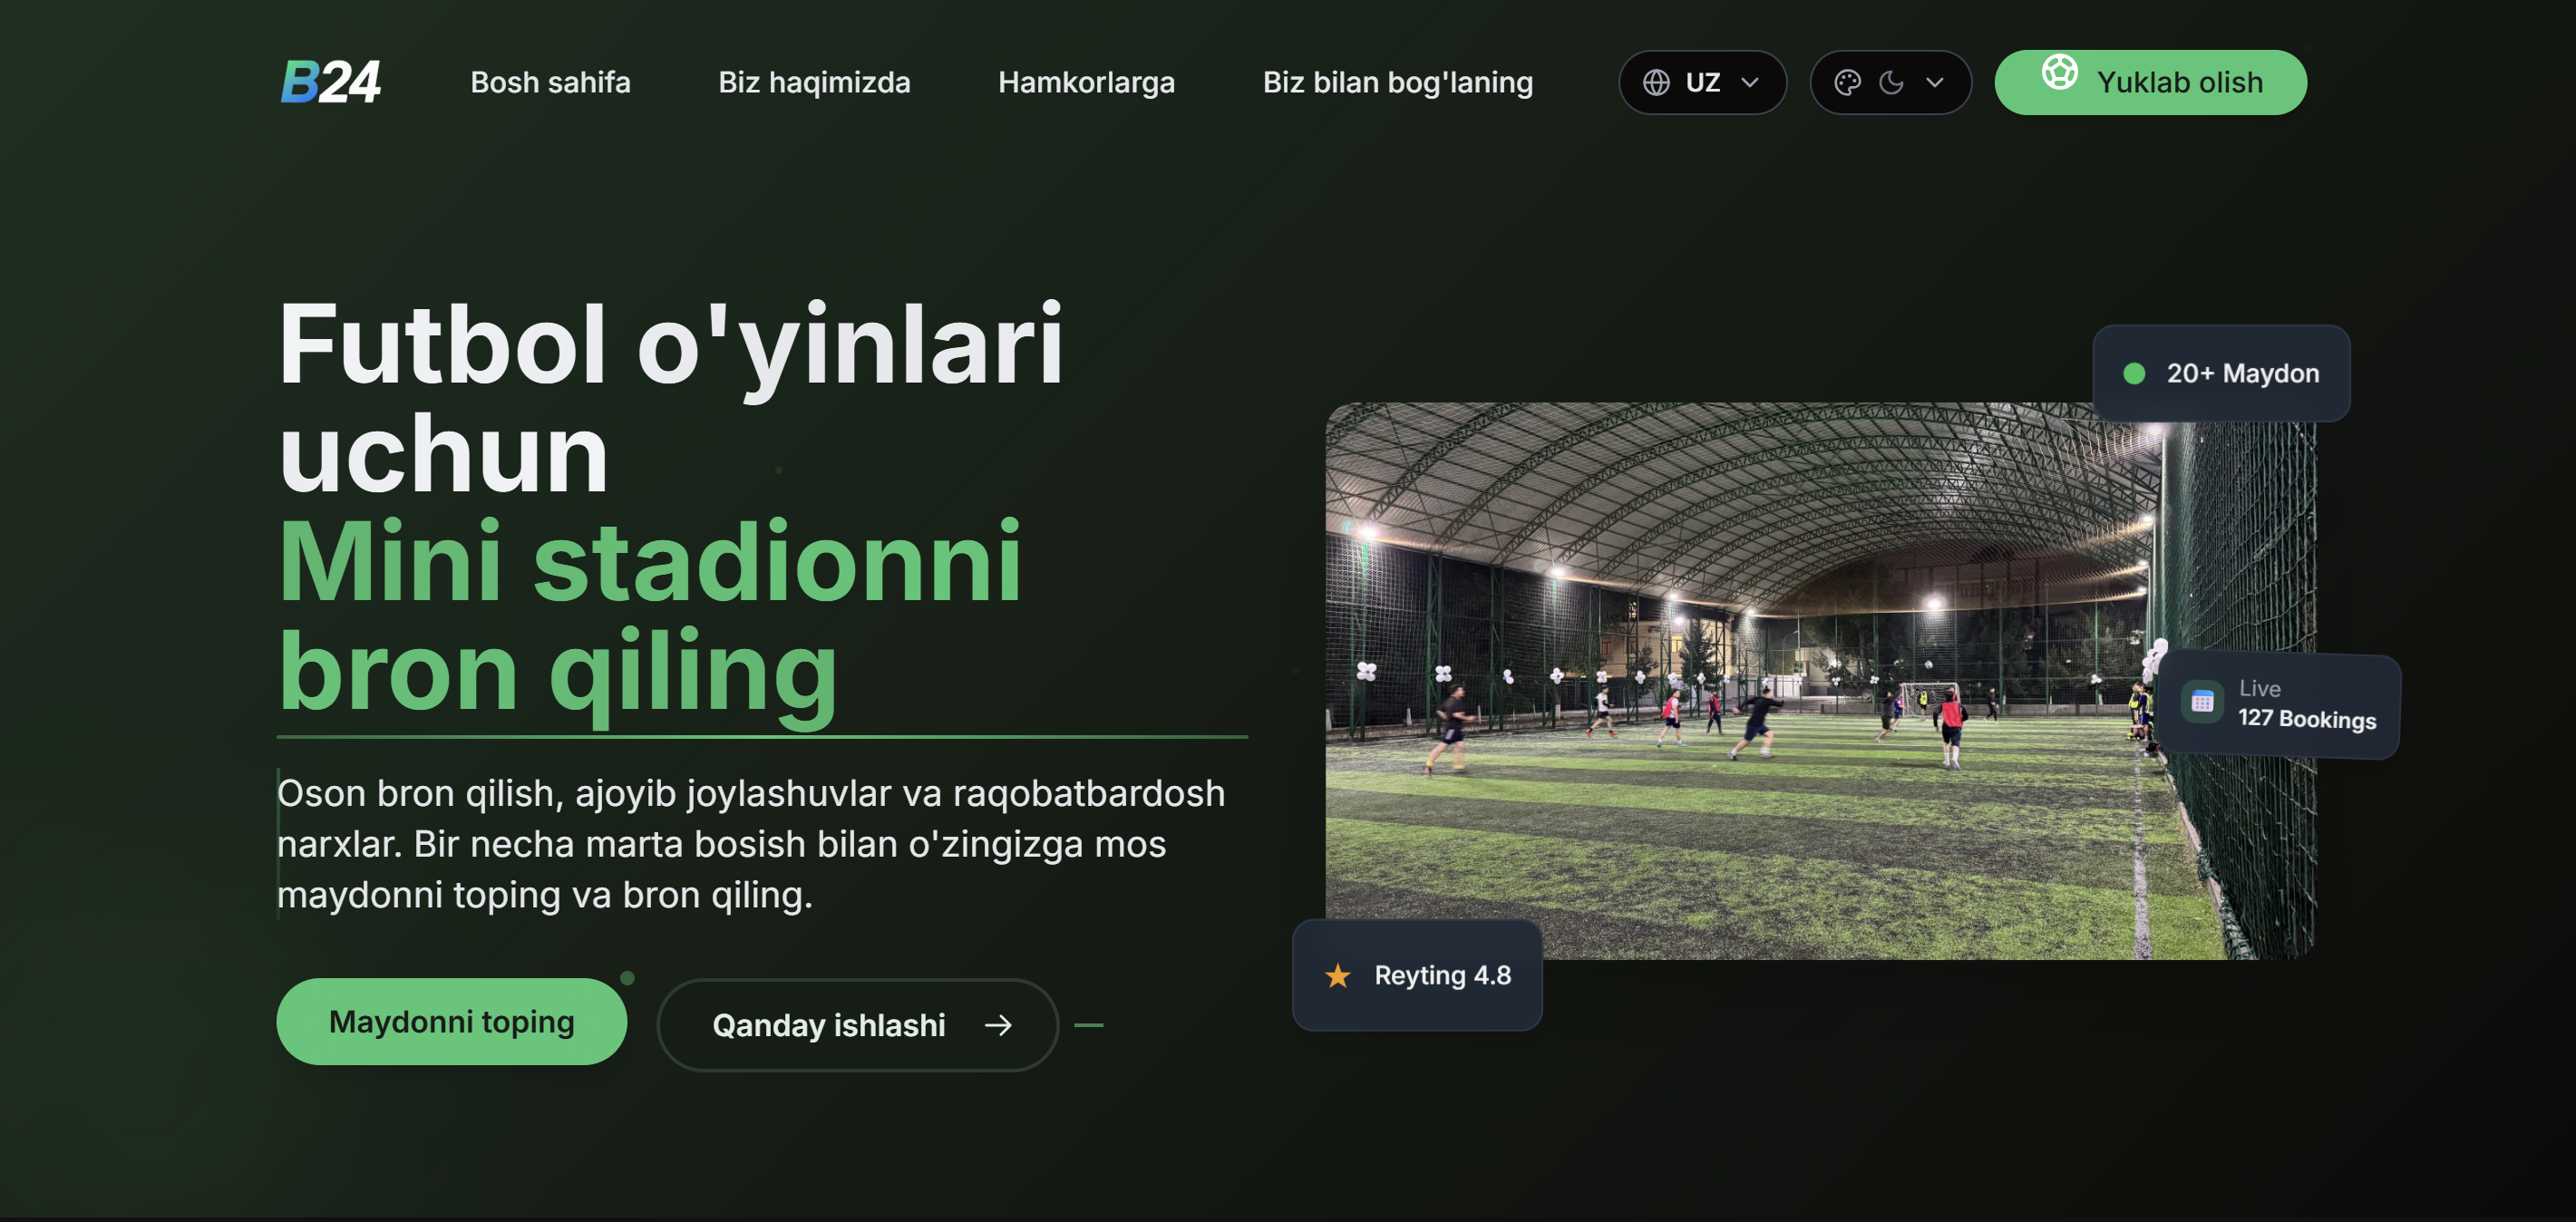 B24
Bosh sahifa
Biz haqimizda
Hamkorlarga
Biz bilan bog'laning
UZ
Yuklab olish
Futbol o'yinlari
uchun
Mini stadionni
bron qiling
Oson bron qilish, ajoyib joylashuvlar va raqobatbardosh
narxlar. Bir necha marta bosish bilan o'zingizga mos
maydonni toping va bron qiling.
Maydonni toping
Qanday ishlashi
20+ Maydon
Live
127 Bookings
Reyting 4.8